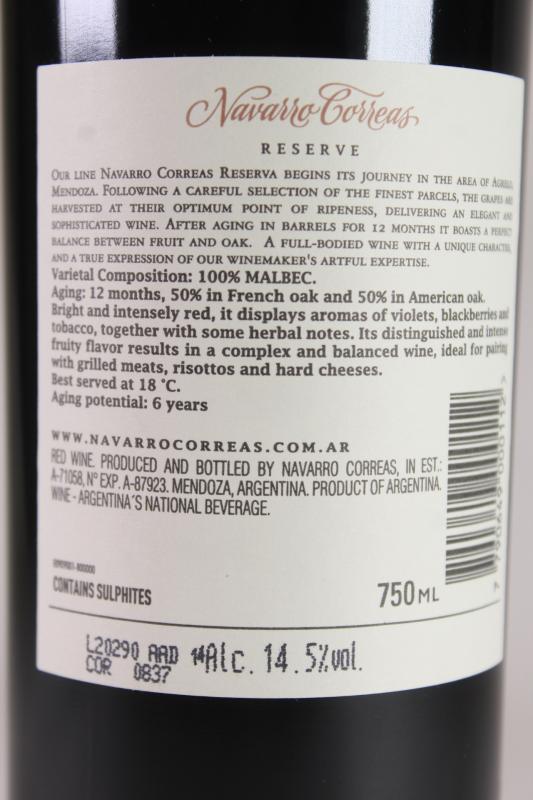 Navarro Correas
RESERVE
OUR LINE NAVARRO CORREAS RESERVA BEGINS ITS JOURNEY IN THE AREA OF AGRELO,
MENDOZA. FOLLOWING A CAREFUL SELECTION OF THE FINEST PARCELS, THE GRAPES ARE
HARVESTED AT THEIR OPTIMUM POINT OF RIPENESS, DELIVERING AN ELEGANT AND
SOPHISTICATED WINE. AFTER AGING IN BARRELS FOR 12 MONTHS IT BOASTS A PERFECT
BALANCE BETWEEN FRUIT AND OAK. A FULL-BODIED WINE WITH A UNIQUE CHARACTER,
AND A TRUE EXPRESSION OF OUR WINEMAKER'S ARTFUL EXPERTISE.
Varietal Composition: 100% MALBEC.
Aging: 12 months, 50% in French oak and 50% in American oak.
Bright and intensely red, it displays aromas of violets, blackberries and
tobacco, together with some herbal notes. Its distinguished and intense
fruity flavor results in a complex and balanced wine, ideal for pairing
with grilled meats, risottos and hard cheeses.
Best served at 18 °C.
Aging potential: 6 years
WWW.NAVARROCORREAS.COM.AR
RED WINE. PRODUCED AND BOTTLED BY NAVARRO CORREAS, IN EST.:
A-71058, N° EXP. A-87923. MENDOZA, ARGENTINA. PRODUCT OF ARGENTINA.
WINE - ARGENTINA´S NATIONAL BEVERAGE.
CONTAINS SULPHITES
750 ML
7 790669 000112 >
L20290 AAD
COR 0837
Alc. 14.5%vol.